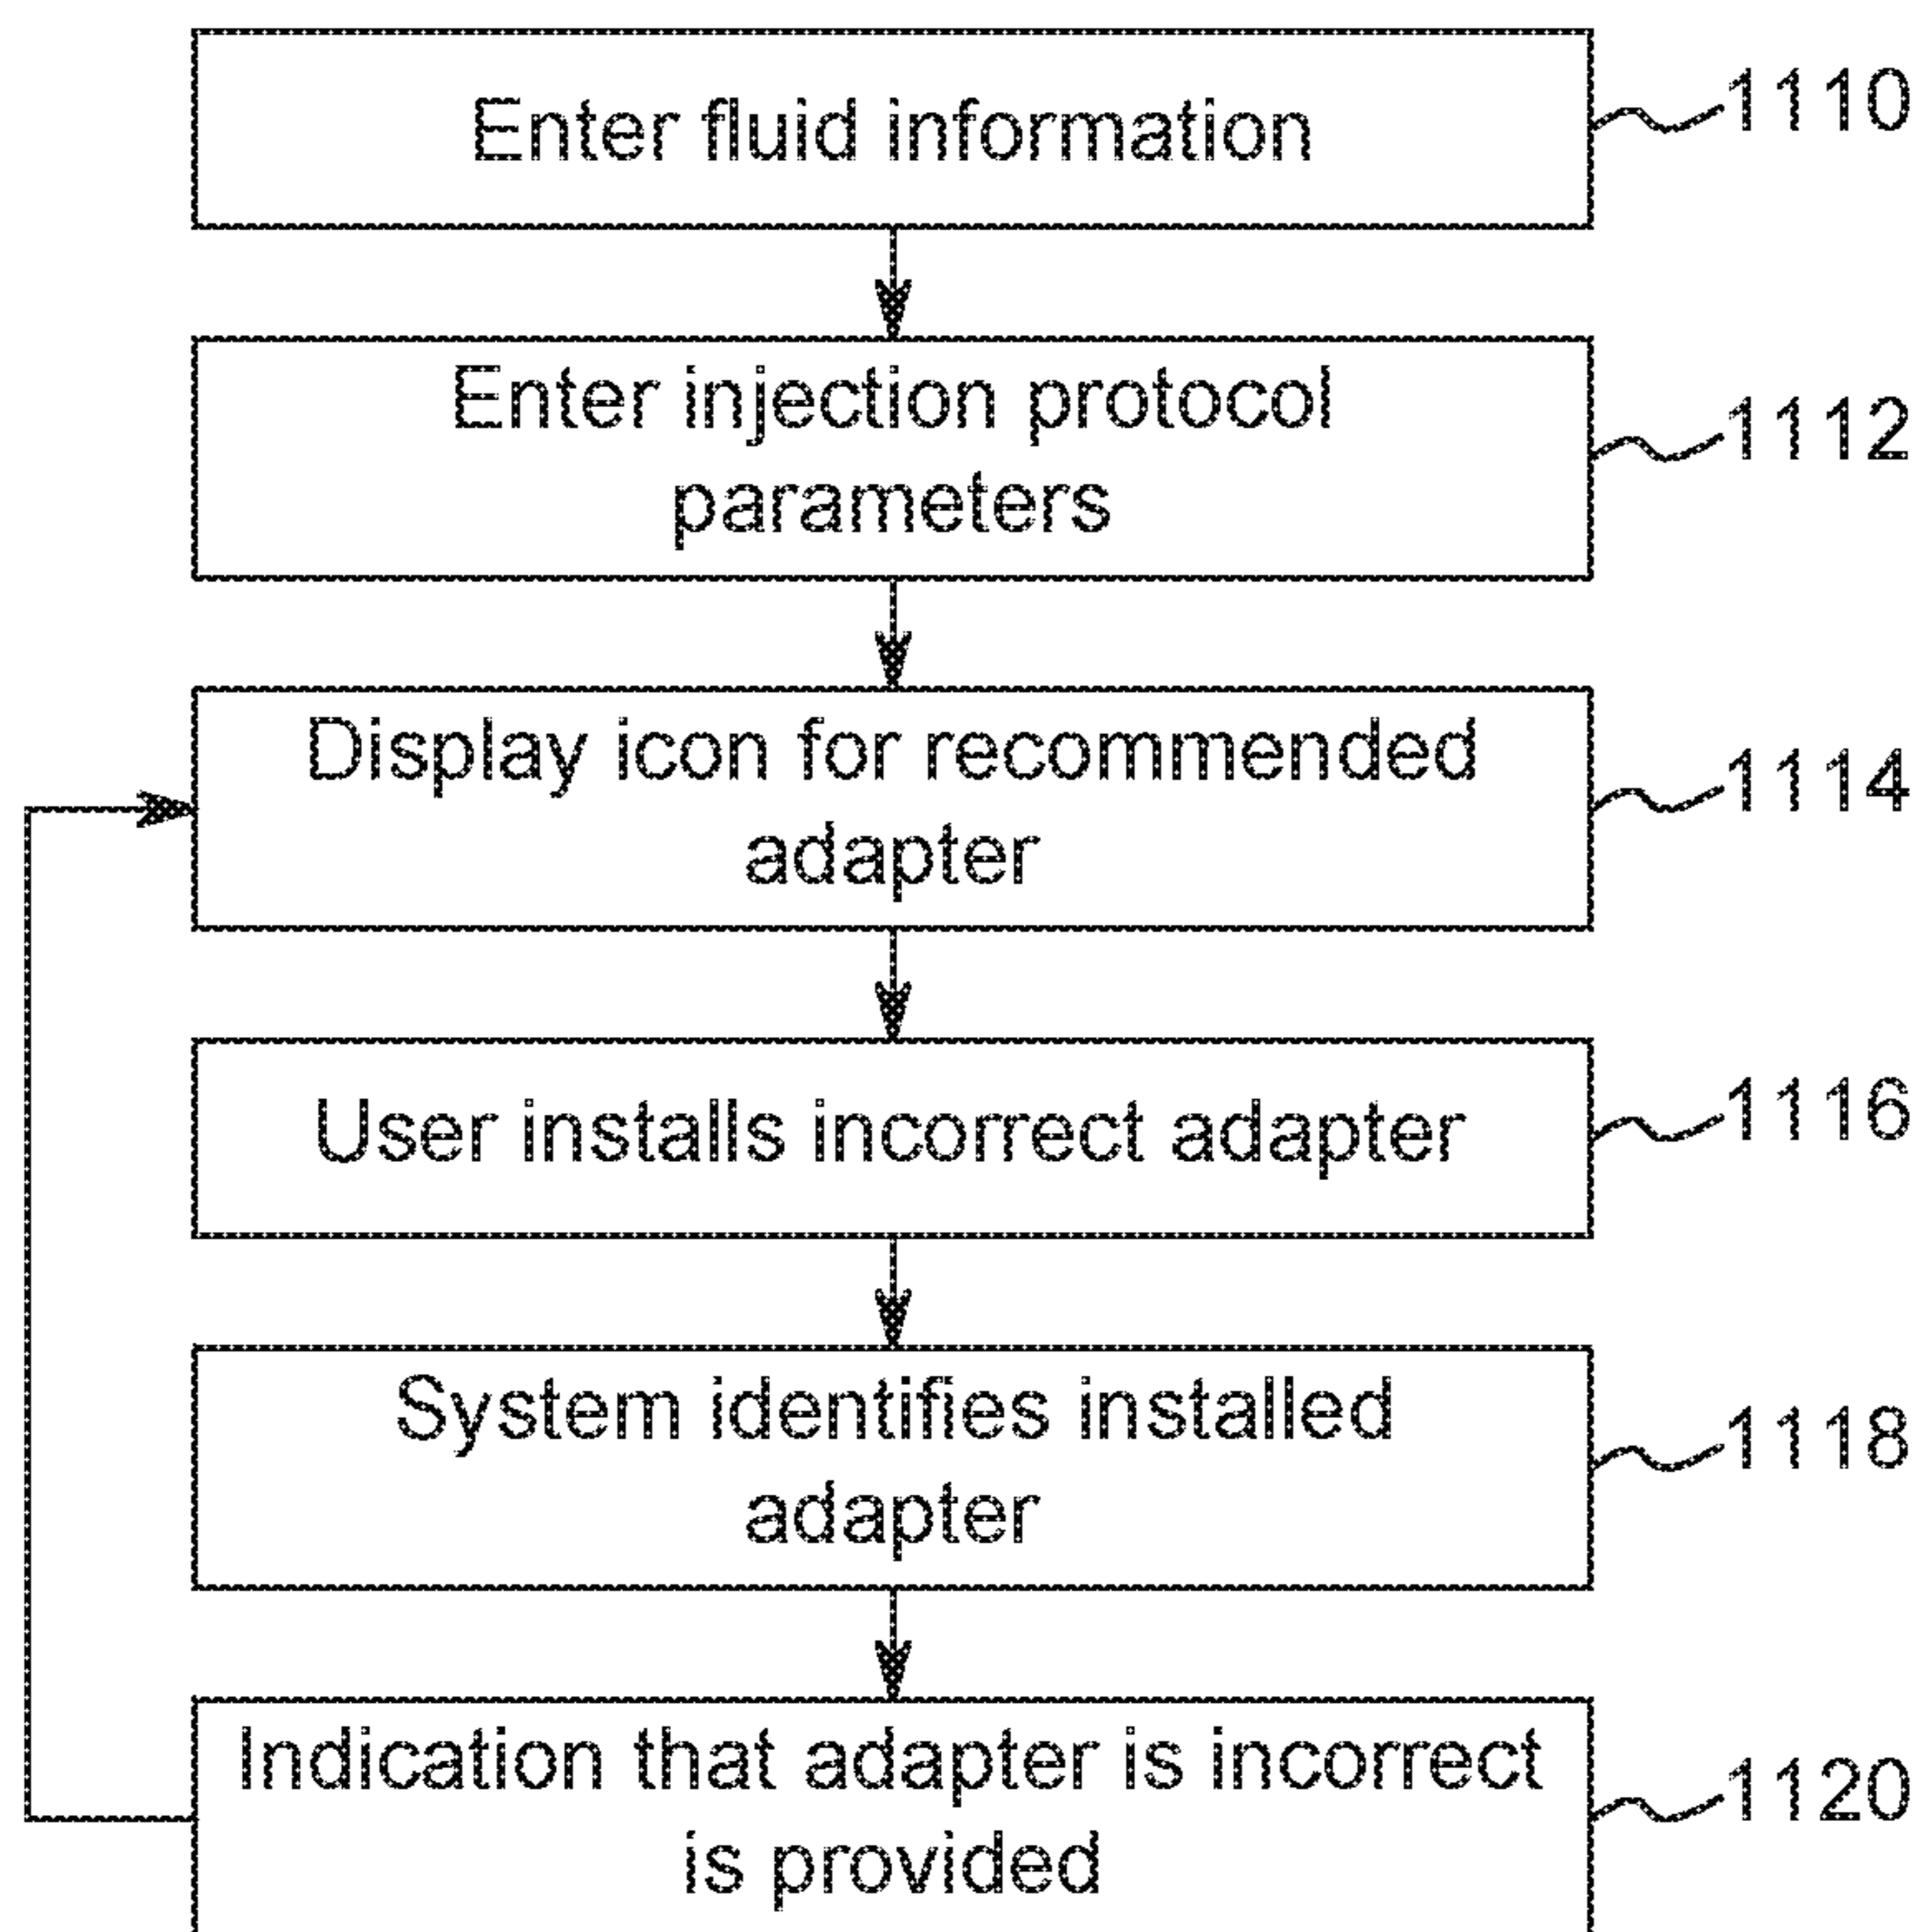 Enter fluid information
1110
Enter injection protocol
parameters
1112
Display icon for recommended
adapter
1114
User installs incorrect adapter
1116
System identifies installed
adapter
1118
Indication that adapter is incorrect
is provided
1120